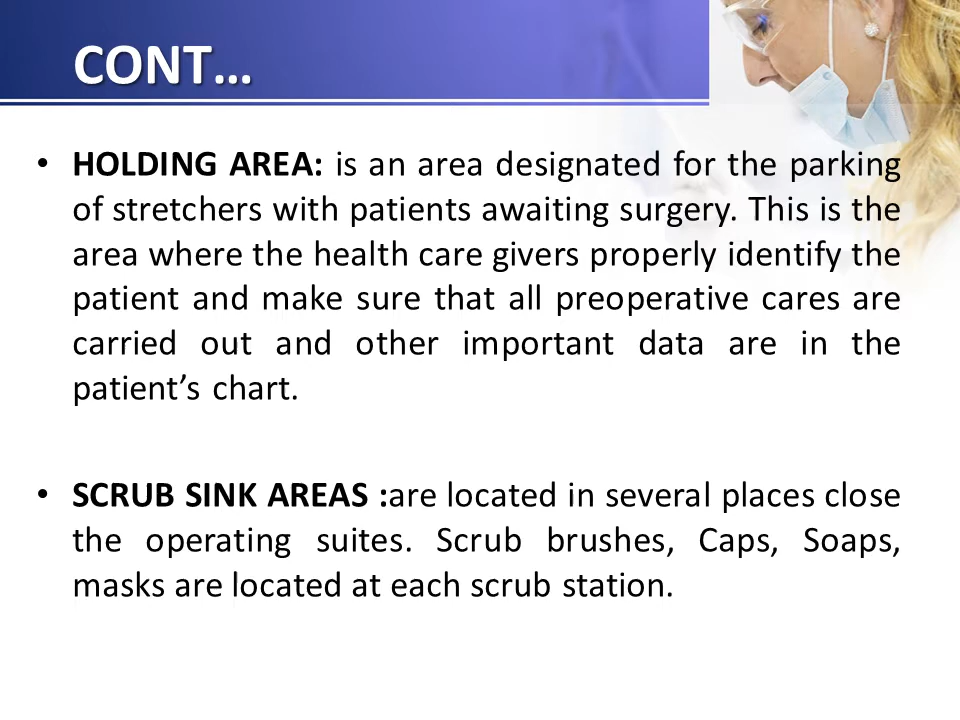 CONT…
• HOLDING AREA: is an area designated for the parking
of stretchers with patients awaiting surgery. This is the
area where the health care givers properly identify the
patient and make sure that all preoperative cares are
carried out and other important data are in the
patient’s chart.
• SCRUB SINK AREAS :are located in several places close
the operating suites. Scrub brushes, Caps, Soaps,
masks are located at each scrub station.